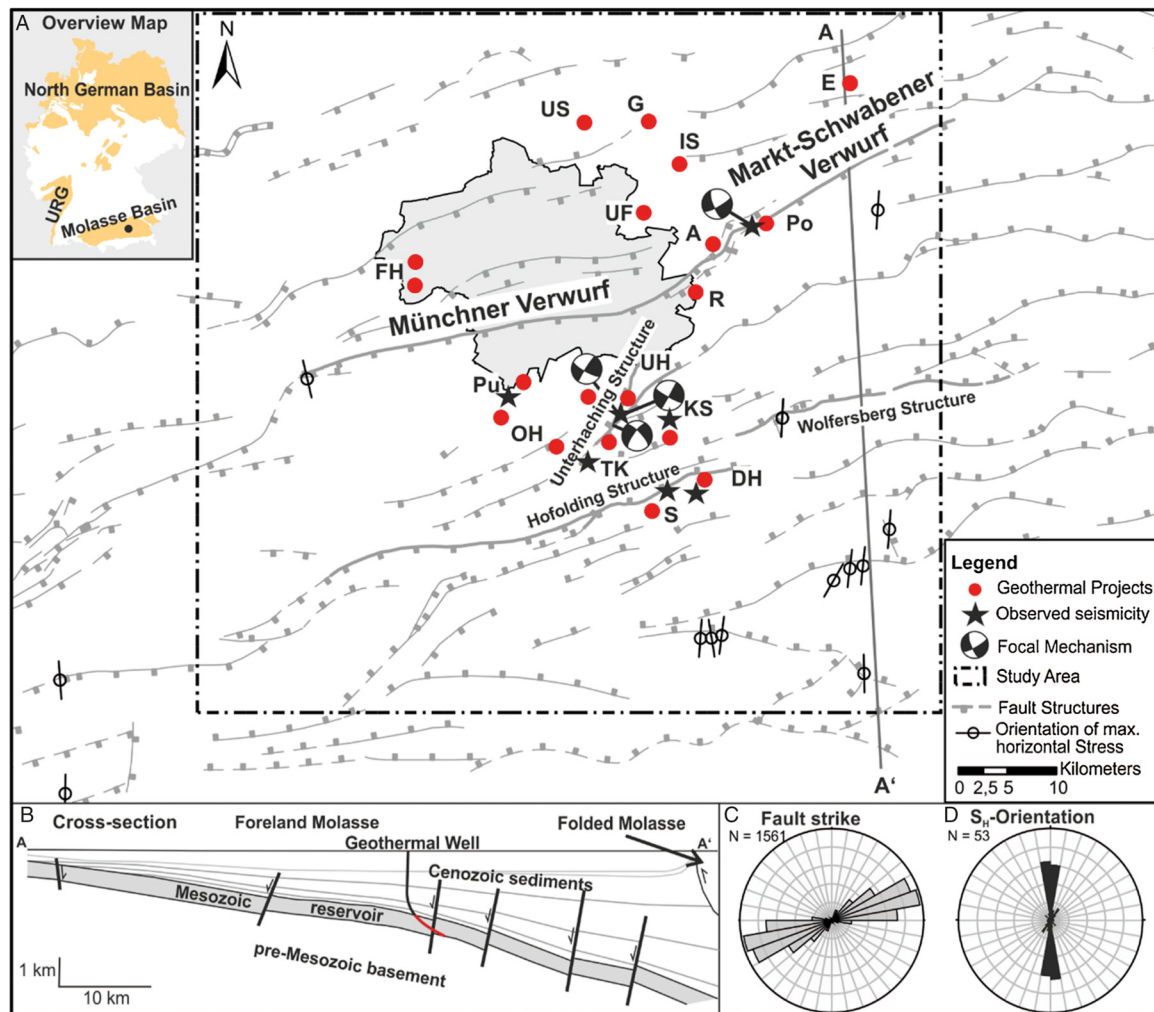 A
Overview Map
North German Basin
URG
Molasse Basin
N
A
E
US
G
IS
Markt-Schwabener
Verwurf
UF
Po
A
FH
R
Münchner Verwurf
UH
Unterhaching Structure
Pu
KS
Wolfersberg Structure
OH
TK
Hofolding Structure
DH
S
A'
Legend
Geothermal Projects
Observed seismicity
Focal Mechanism
Study Area
Fault Structures
Orientation of max.
horizontal Stress
Kilometers
0 2,5 5 10
B
Cross-section
Foreland Molasse
Folded Molasse
A
Geothermal Well
A'
Cenozoic sediments
Mesozoic
reservoir
pre-Mesozoic basement
1 km
10 km
C
Fault strike
N = 1561
D
SH-Orientation
N = 53